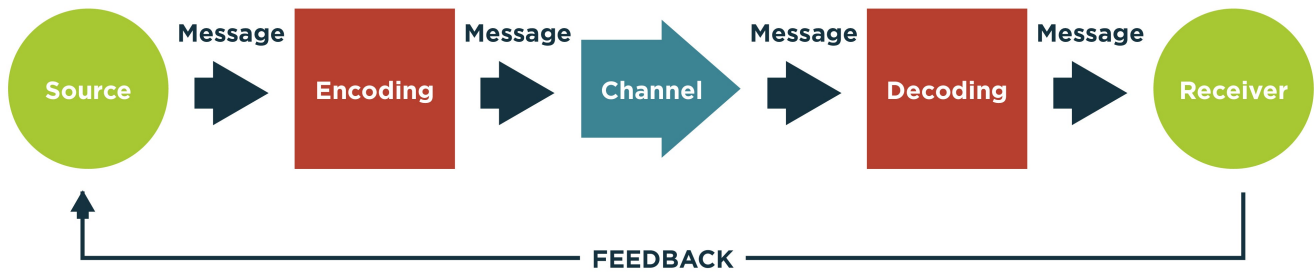 Message
Message
Message
Message
Source
Encoding
Channel
Decoding
Receiver
FEEDBACK